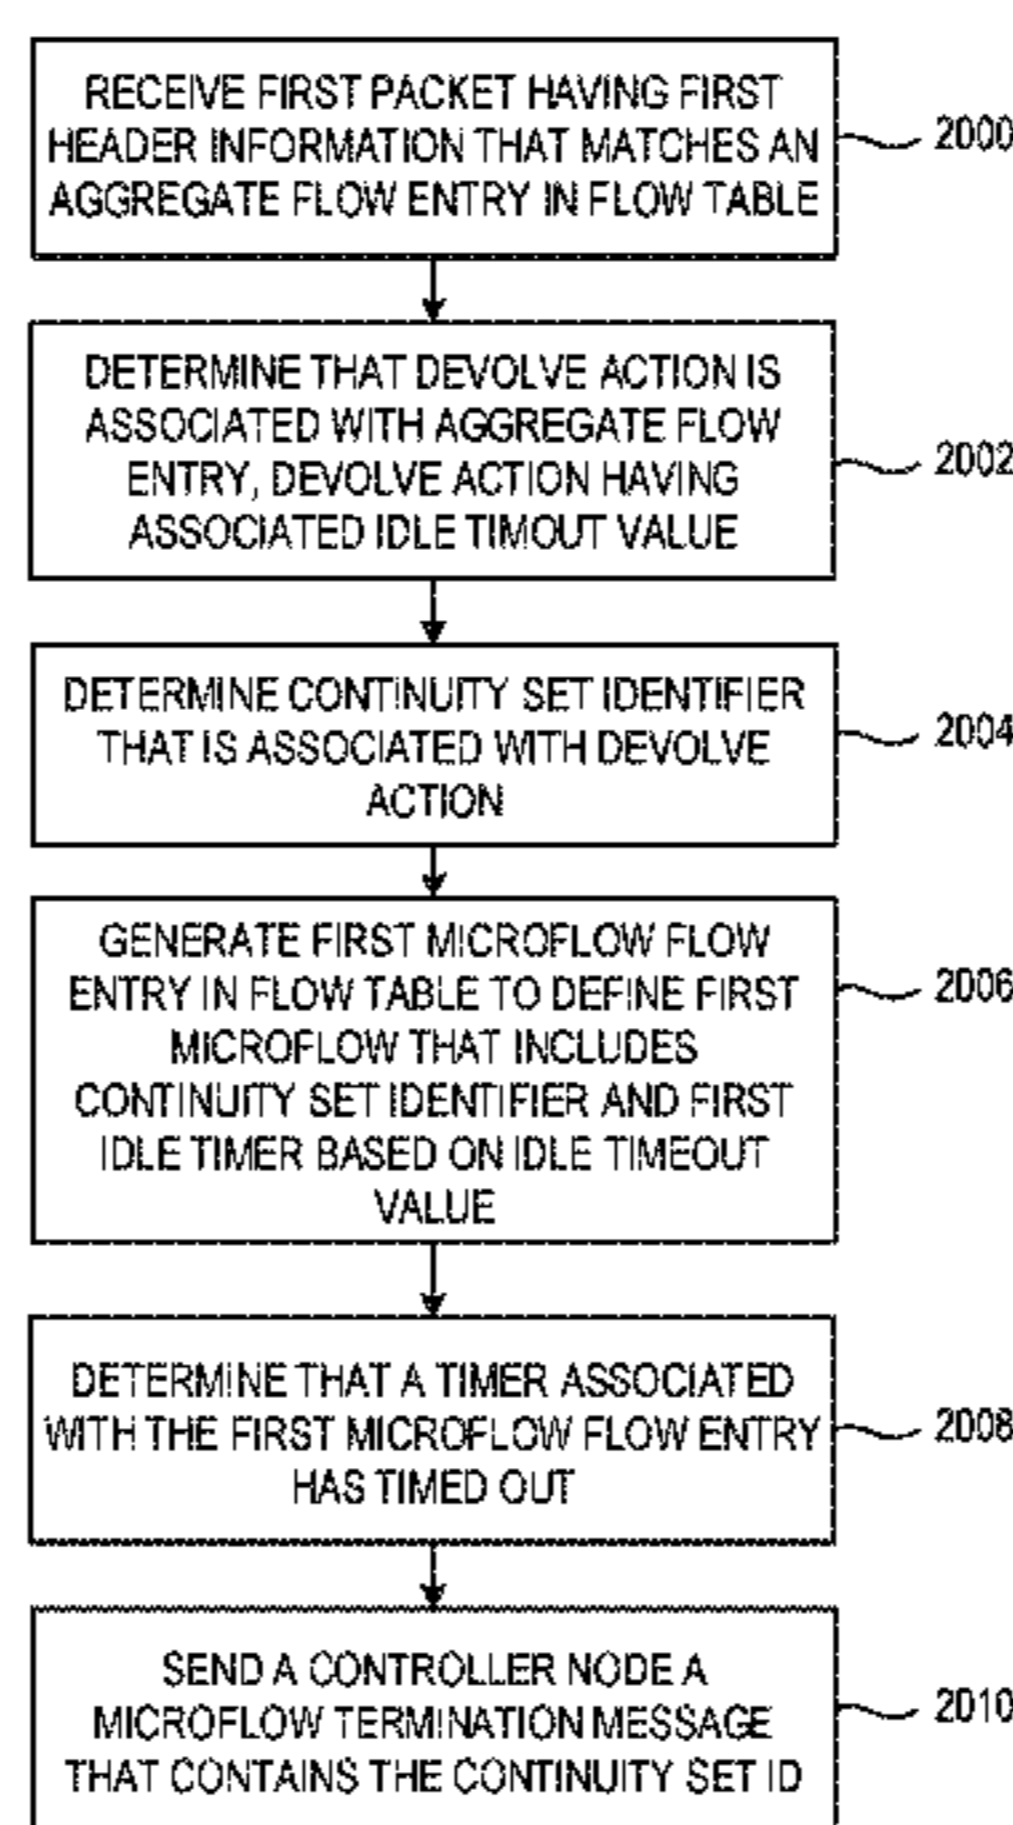 RECEIVE FIRST PACKET HAVING FIRST
HEADER INFORMATION THAT MATCHES AN
AGGREGATE FLOW ENTRY IN FLOW TABLE
2000
DETERMINE THAT DEVOLVE ACTION IS
ASSOCIATED WITH AGGREGATE FLOW
ENTRY, DEVOLVE ACTION HAVING
ASSOCIATED IDLE TIMOUT VALUE
2002
DETERMINE CONTINUITY SET IDENTIFIER
THAT IS ASSOCIATED WITH DEVOLVE
ACTION
2004
GENERATE FIRST MICROFLOW FLOW
ENTRY IN FLOW TABLE TO DEFINE FIRST
MICROFLOW THAT INCLUDES
CONTINUITY SET IDENTIFIER AND FIRST
IDLE TIMER BASED ON IDLE TIMEOUT
VALUE
2006
DETERMINE THAT A TIMER ASSOCIATED
WITH THE FIRST MICROFLOW FLOW ENTRY
HAS TIMED OUT
2008
SEND A CONTROLLER NODE A
MICROFLOW TERMINATION MESSAGE
THAT CONTAINS THE CONTINUITY SET ID
2010